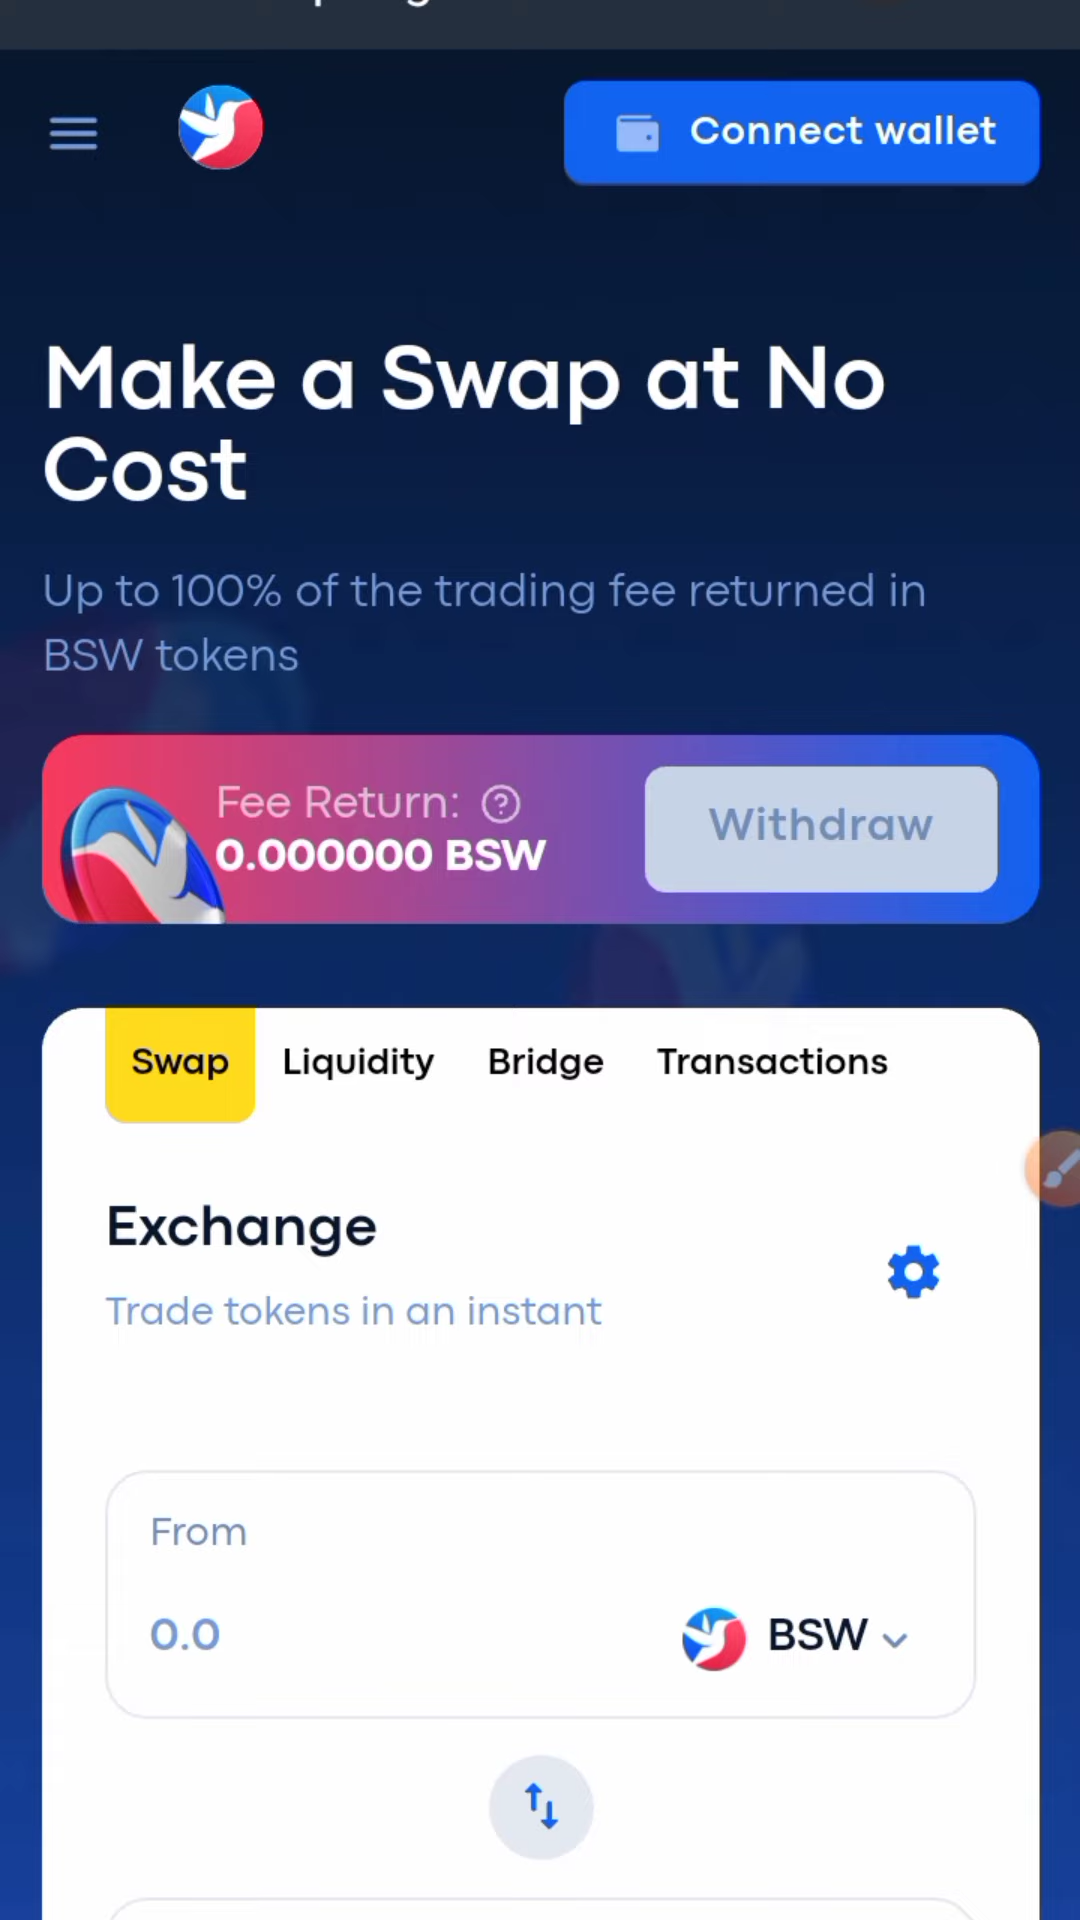 Connect wallet
Make a Swap at No
Cost
Up to 100% of the trading fee returned in
BSW tokens
Fee Return:
0.000000 BSW
Withdraw
Swap Liquidity Bridge Transactions
Exchange
Trade tokens in an instant
From
0.0
BSW